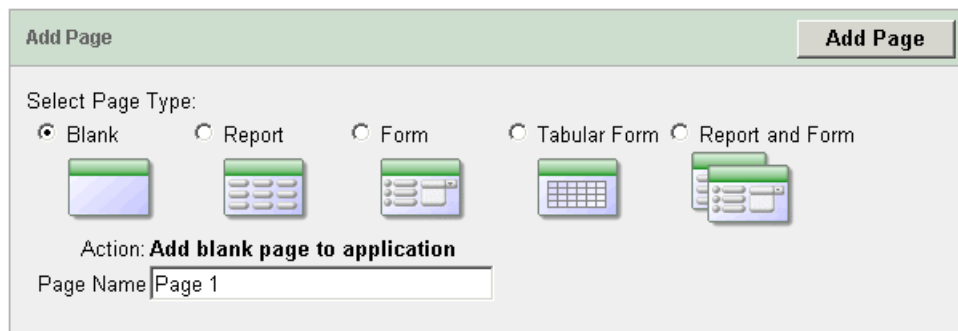 Add Page Add Page
Select Page Type:
Blank Report Form Tabular Form Report and Form
Action: Add blank page to application
Page Name Page 1